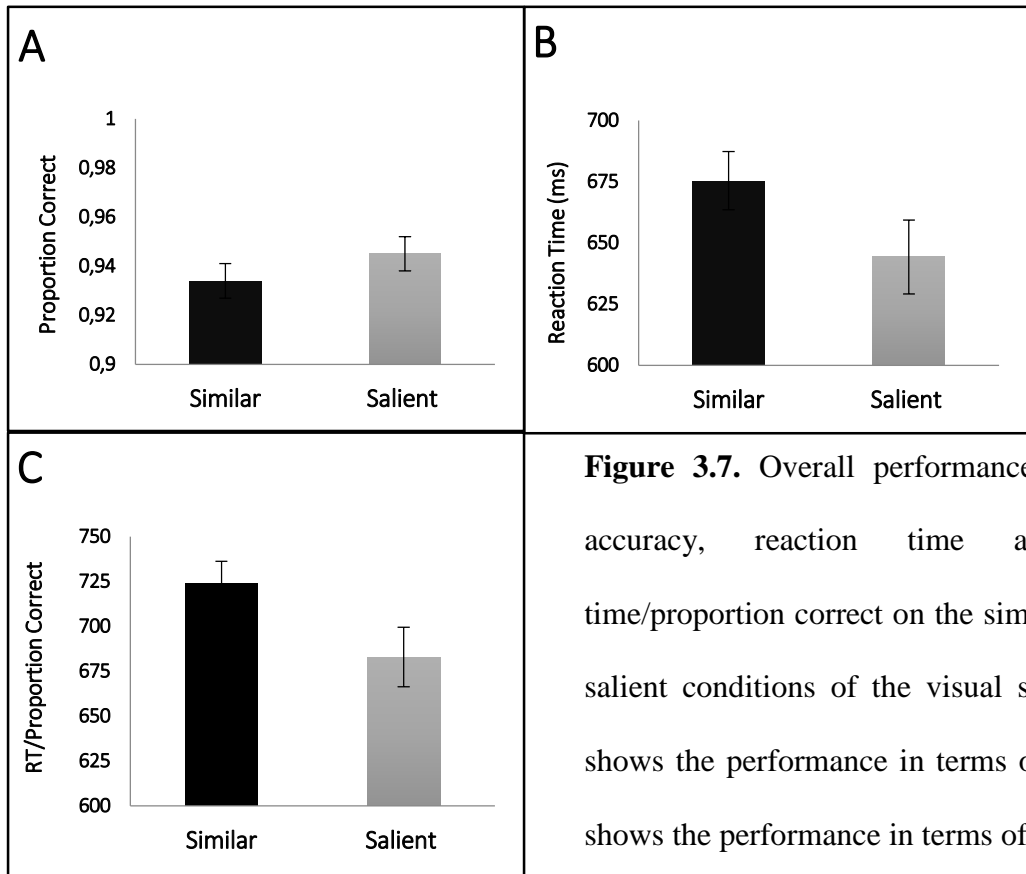 A
Proportion Correct
1
0,98
0,96
0,94
0,92
0,9
Similar Salient
B
Reaction Time (ms)
700
675
650
625
600
Similar Salient
C
RT/Proportion Correct
750
725
700
675
650
625
600
Similar Salient
Figure 3.7. Overall performance
accuracy, reaction time a
time/proportion correct on the sim
salient conditions of the visual s
shows the performance in terms o
shows the performance in terms of